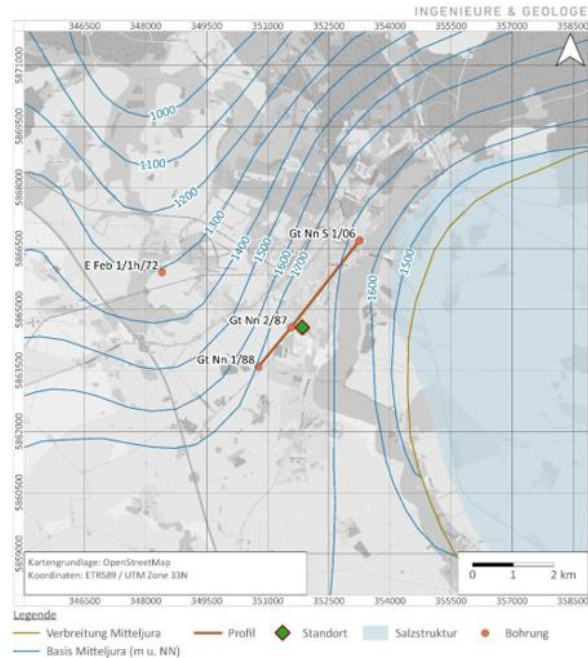 INGENIEURE & GEOLOGE
346500 348000 349500 351000 352500 354000 355500 357000 358500
5871000
5869500
5868000
5866500
5865000
5863500
5862000
5860500
5859000
1000
1100
1200
1300
1400
1500
1600
1700
1600
1500
Gt Nn S 1/06
E Feb 1/1h/72
Gt Nn 2/87
Gt Nn 1/88
Kartengrundlage: OpenStreetMap
Koordinaten: ETRS89 / UTM Zone 33N
0 1 2 km
346500 348000 349500 351000 352500 354000 355500 357000 358500
Legende
Verbreitung Mitteljura Profil Standort Salzstruktur Bohrung
Basis Mitteljura (m u. NN)